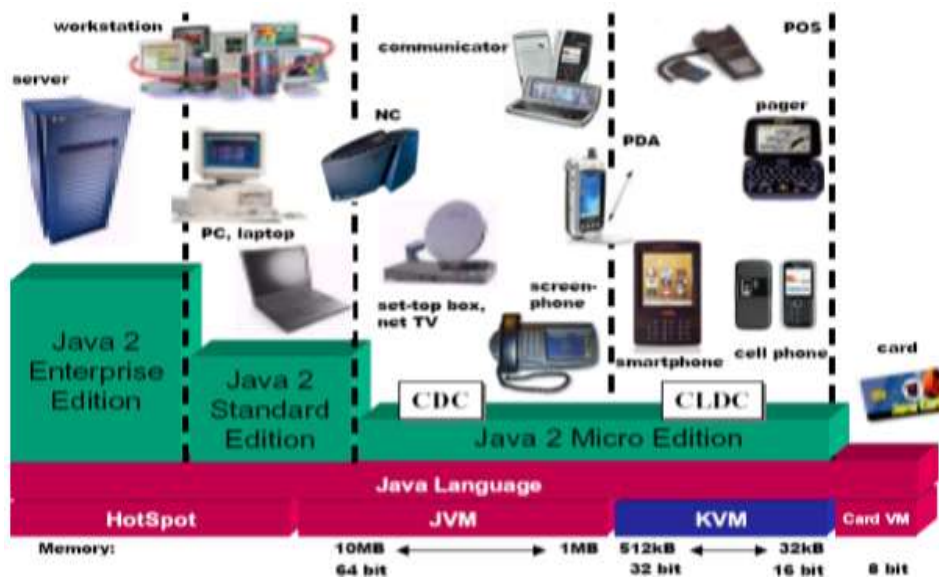 workstation
server
communicator
POS
NC
pager
PDA
PC, laptop
set-top box,
net TV
screen-
phone
smartphone
cell phone
card
Java 2
Enterprise
Edition
Java 2
Standard
Edition
CDC
CLDC
Java 2 Micro Edition
Java Language
HotSpot
JVM
KVM
Card VM
Memory:
10MB
1MB
512kB
32kB
64 bit
32 bit
16 bit
8 bit